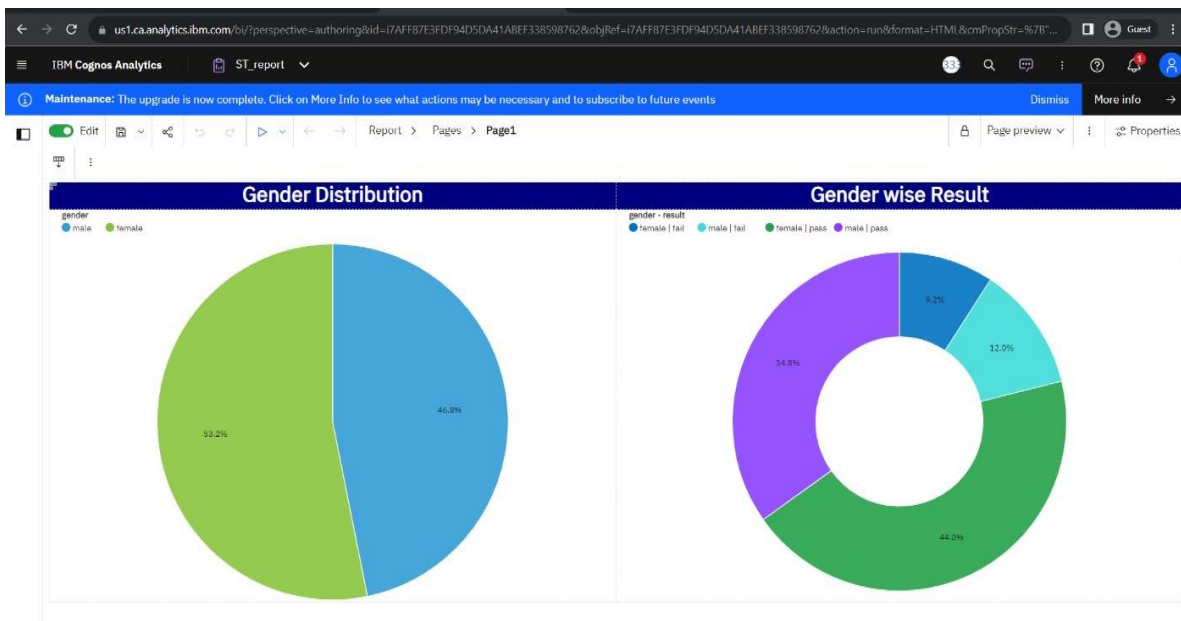 us1.ca.analytics.ibm.com/bi/?perspective=authoring&id=i7AFF87E3FDF94D5DA41ABEF338598762&objRef=i7AFF87E3FDF94D5DA41ABEF338598762&action=run&format=HTML&cmPropStr=%7B"... Guest
IBM Cognos Analytics ST_report 33 1
Maintenance: The upgrade is now complete. Click on More Info to see what actions may be necessary and to subscribe to future events Dismiss More info
Edit Report > Pages > Page1 Page preview Properties
Gender Distribution
gender
male female
46.8%
53.2%
Gender wise Result
gender - result
female | fail male | fail female | pass male | pass
9.2%
12.0%
34.8%
44.0%